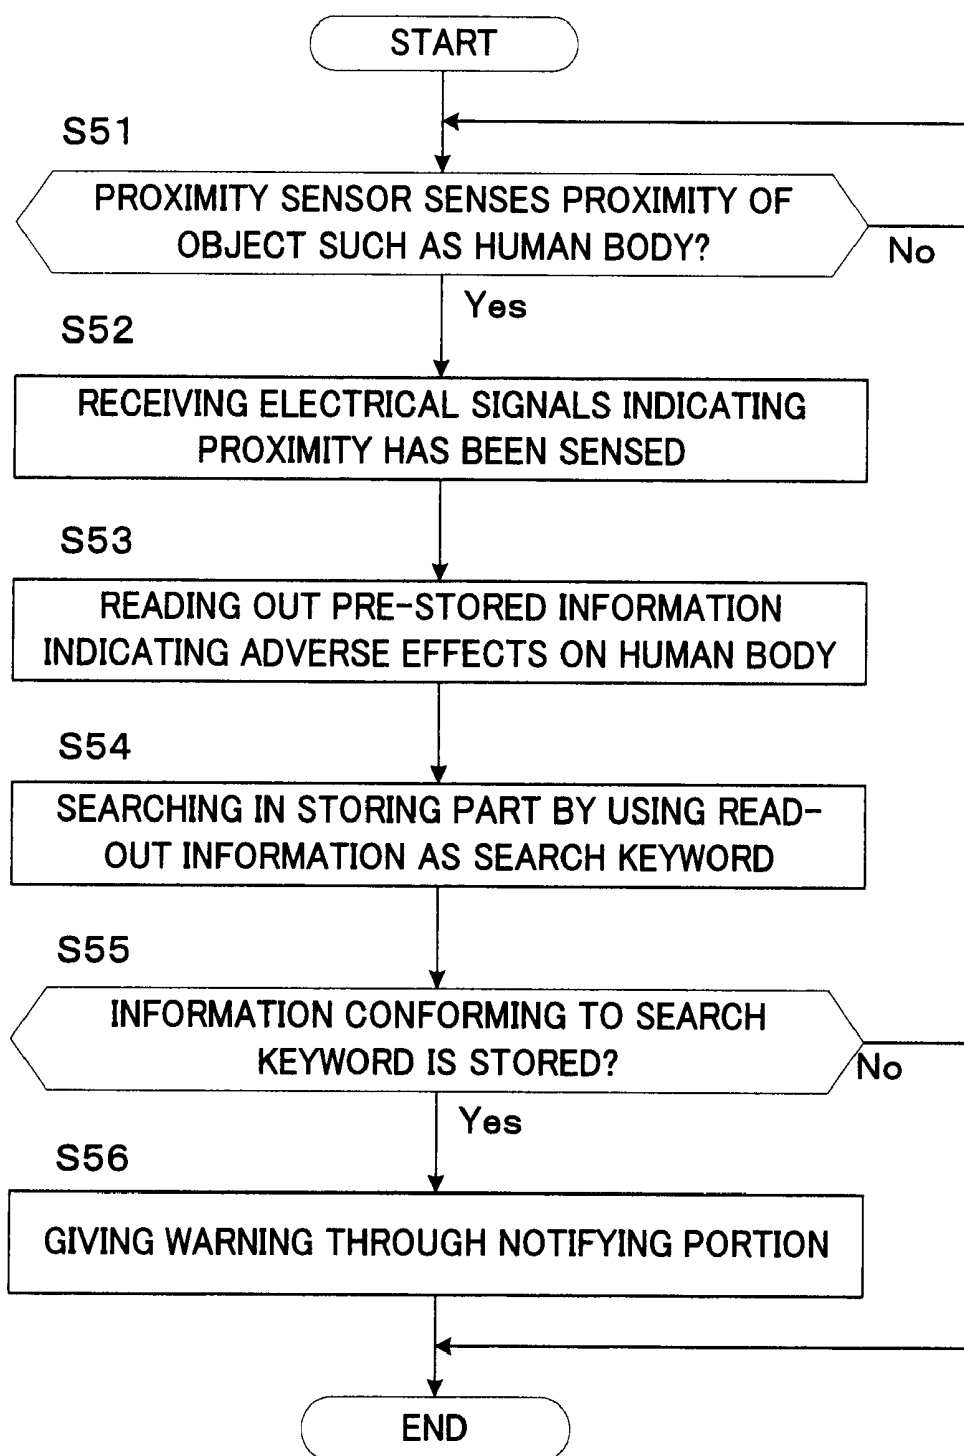 START
S51
PROXIMITY SENSOR SENSES PROXIMITY OF
OBJECT SUCH AS HUMAN BODY?
No
Yes
S52
RECEIVING ELECTRICAL SIGNALS INDICATING
PROXIMITY HAS BEEN SENSED
S53
READING OUT PRE-STORED INFORMATION
INDICATING ADVERSE EFFECTS ON HUMAN BODY
S54
SEARCHING IN STORING PART BY USING READ-
OUT INFORMATION AS SEARCH KEYWORD
S55
INFORMATION CONFORMING TO SEARCH
KEYWORD IS STORED?
No
Yes
S56
GIVING WARNING THROUGH NOTIFYING PORTION
END